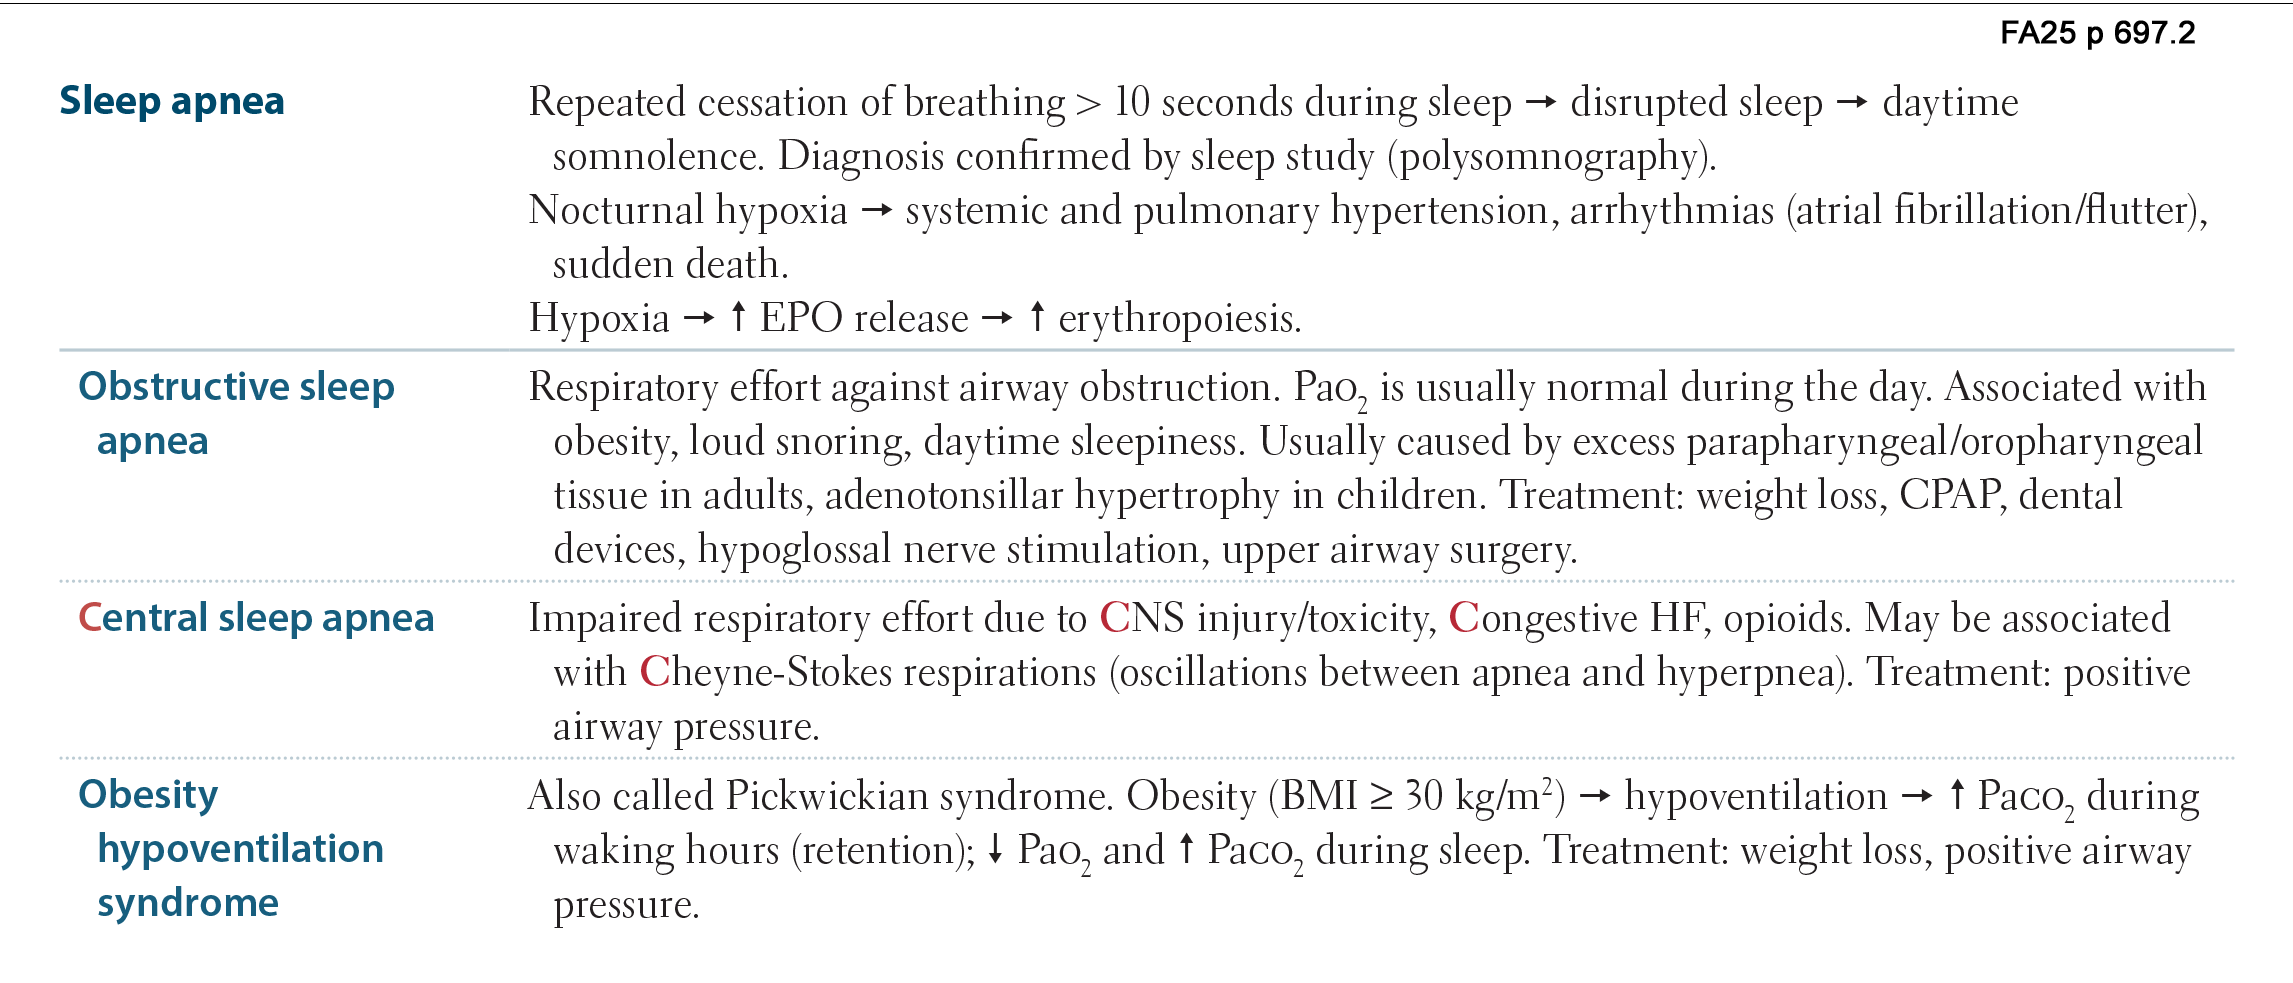 FA25 p 697.2
Sleep apnea
Repeated cessation of breathing > 10 seconds during sleep → disrupted sleep → daytime
somnolence. Diagnosis confirmed by sleep study (polysomnography).
Nocturnal hypoxia → systemic and pulmonary hypertension, arrhythmias (atrial fibrillation/flutter),
sudden death.
Hypoxia → ↑ EPO release → ↑ erythropoiesis.
Obstructive sleep
apnea
Respiratory effort against airway obstruction. PaO₂ is usually normal during the day. Associated with
obesity, loud snoring, daytime sleepiness. Usually caused by excess parapharyngeal/oropharyngeal
tissue in adults, adenotonsillar hypertrophy in children. Treatment: weight loss, CPAP, dental
devices, hypoglossal nerve stimulation, upper airway surgery.
Central sleep apnea
Impaired respiratory effort due to CNS injury/toxicity, Congestive HF, opioids. May be associated
with Cheyne-Stokes respirations (oscillations between apnea and hyperpnea). Treatment: positive
airway pressure.
Obesity
hypoventilation
syndrome
Also called Pickwickian syndrome. Obesity (BMI ≥ 30 kg/m²) → hypoventilation → ↑ PaCO₂ during
waking hours (retention); ↓ PaO₂ and ↑ PaCO₂ during sleep. Treatment: weight loss, positive airway
pressure.